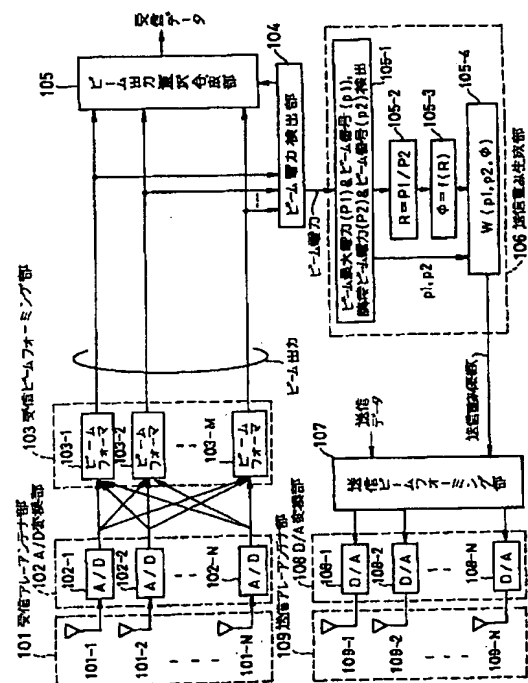 101 受信アレーアンテナ部
102 A/D変換部
103 受信ビームフォーミング部
101-1
101-2
101-N
102-1
A/D
102-2
A/D
102-N
A/D
103-1
ビーム
フォーマ
103-2
ビーム
フォーマ
103-M
ビーム
フォーマ
ビーム出力
105
ビーム出力選択合成部
受信データ
104
ビーム電力検出部
ビーム電力
ビーム最大電力(P1)&ビーム番号(p1),
隣接ビーム電力(P2)&ビーム番号(p2)検出
105-1
105-2
R=P1/P2
105-3
Φ=f(R)
105-4
W(p1,p2,Φ)
p1,p2
106 送信重み生成部
送信重み係数
送信
データ
107
送信ビームフォーミング部
108 D/A変換部
108-1
D/A
108-2
D/A
108-N
D/A
109 送信アレーアンテナ部
109-1
109-2
109-N